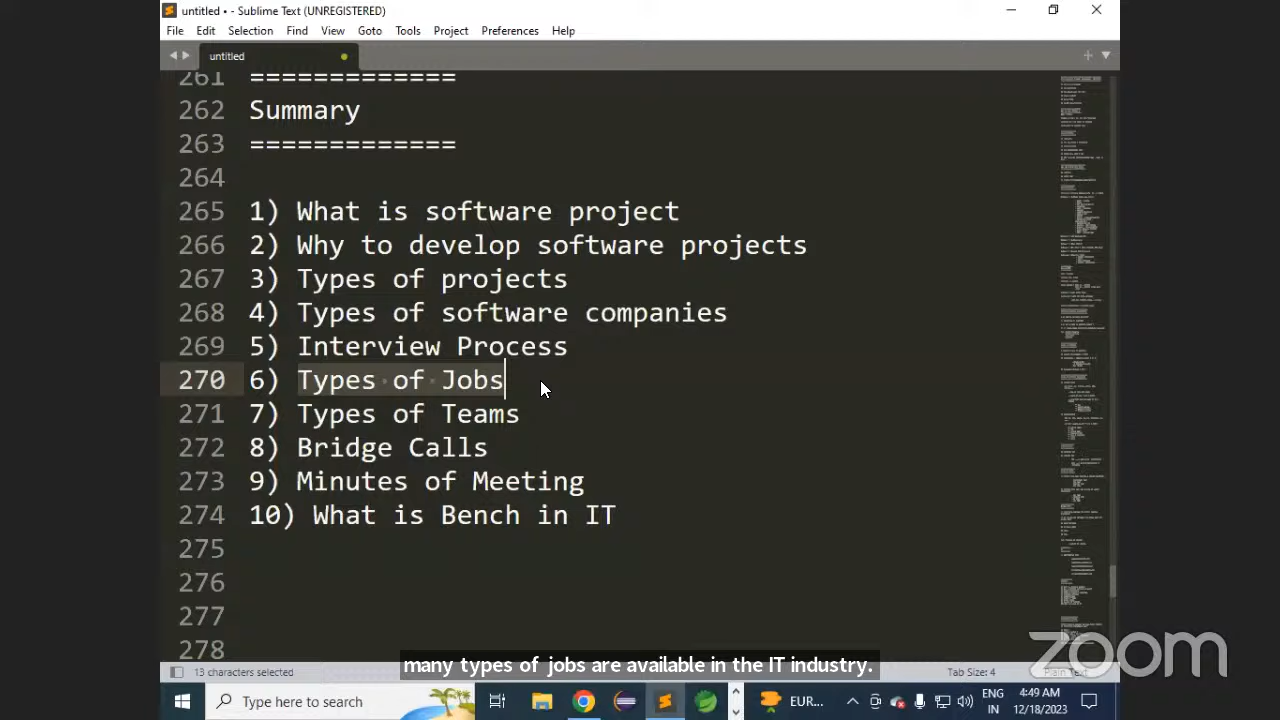 untitled • - Sublime Text (UNREGISTERED)
File Edit Selection Find View Goto Tools Project Preferences Help
untitled
261 =============
262 Summary
263 =============
264
265 1) What is software project
266 2) Why to develop software projects
267 3) Types of projects
268 4) Types of software companies
269 5) Interview Process
270 6) Types of Jobs
271 7) Types of Teams
272 8) Bridge Calls
273 9) Minutes of Meeting
274 10) What is Bench in IT
275
276
277
278
zoom
many types of jobs are available in the IT industry.
13 characters selected Tab Size: 4 Plain Text
Type here to search EUR... ENG IN 4:49 AM 12/18/2023